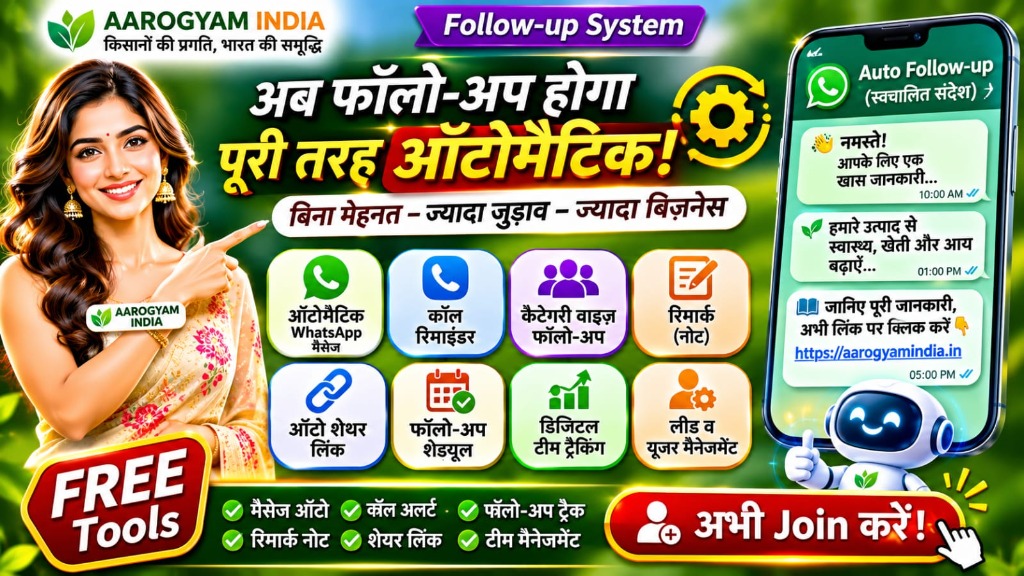 AAROGYAM INDIA
किसानों की प्रगति, भारत की समृद्धि
Follow-up System
अब फॉलो-अप होगा
पूरी तरह ऑटोमैटिक!
बिना मेहनत – ज्यादा जुड़ाव – ज्यादा बिज़नेस
ऑटोमैटिक
WhatsApp
मैसेज
कॉल
रिमाइंडर
कैटेगरी वाइज़
फॉलो-अप
रिमार्क
(नोट)
ऑटो शेयर
लिंक
फॉलो-अप
शेड्यूल
डिजिटल
टीम ट्रैकिंग
लीड व
यूजर मैनेजमेंट
AAROGYAM
INDIA
Auto Follow-up
(स्वचालित संदेश)
👋 नमस्ते!
आपके लिए एक
खास जानकारी...
10:00 AM
🌿 हमारे उत्पाद से
स्वास्थ्य, खेती और आय
बढ़ाऐं...
01:00 PM
📖 जानिए पूरी जानकारी,
अभी लिंक पर क्लिक करें 👇
https://aarogyamindia.in
05:00 PM
FREE
Tools
मैसेज ऑटो
कॉल अलर्ट
फॉलो-अप ट्रैक
रिमार्क नोट
शेयर लिंक
टीम मैनेजमेंट
अभी Join करें!